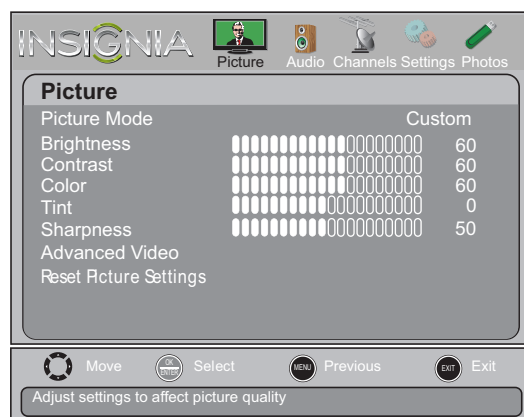 INSIGNIA
Picture Audio Channels Settings Photos
Picture
Picture Mode Custom
Brightness 60
Contrast 60
Color 60
Tint 0
Sharpness 50
Advanced Video
Reset Picture Settings
Move OK ENTER Select MENU Previous EXIT Exit
Adjust settings to affect picture quality